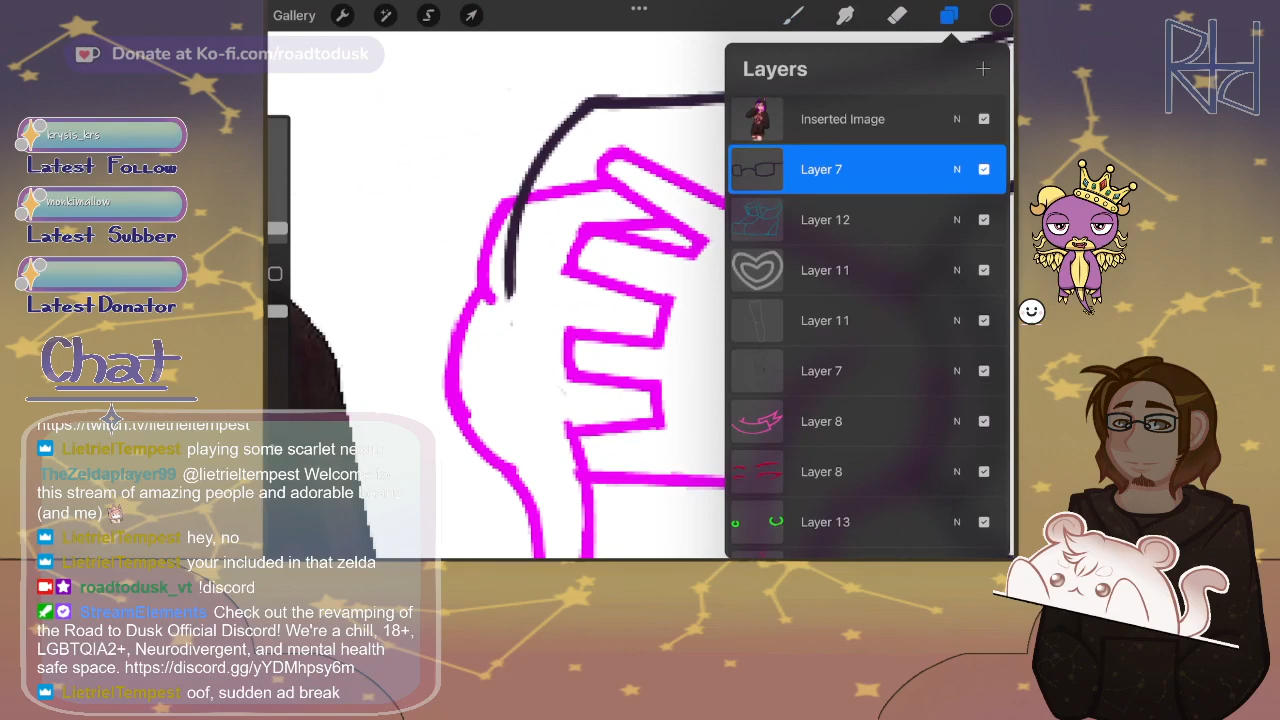 Gallery
Donate at Ko-fi.com/roadtodusk
Layers
Inserted Image N
Layer 7 N
Layer 12 N
Layer 11 N
Layer 11 N
Layer 7 N
Layer 8 N
Layer 8 N
Layer 13 N
krysis_krs
Latest Follow
monkimallow
Latest Subber
Latest Donator
Chat
https://twitch.tv/lietrieltempest
LietrielTempest playing some scarlet
TheZeldaplayer99 @lietrieltempest Welcome to
this stream of amazing people and adorable
(and me)
LietrielTempest hey, no
LietrielTempest your included in that zelda
roadtodusk_vt !discord
StreamElements Check out the revamping of
the Road to Dusk Official Discord! We're a chill, 18+,
LGBTQIA2+, Neurodivergent, and mental health
safe space. https://discord.gg/yYDMhpsy6m
LietrielTempest oof, sudden ad break